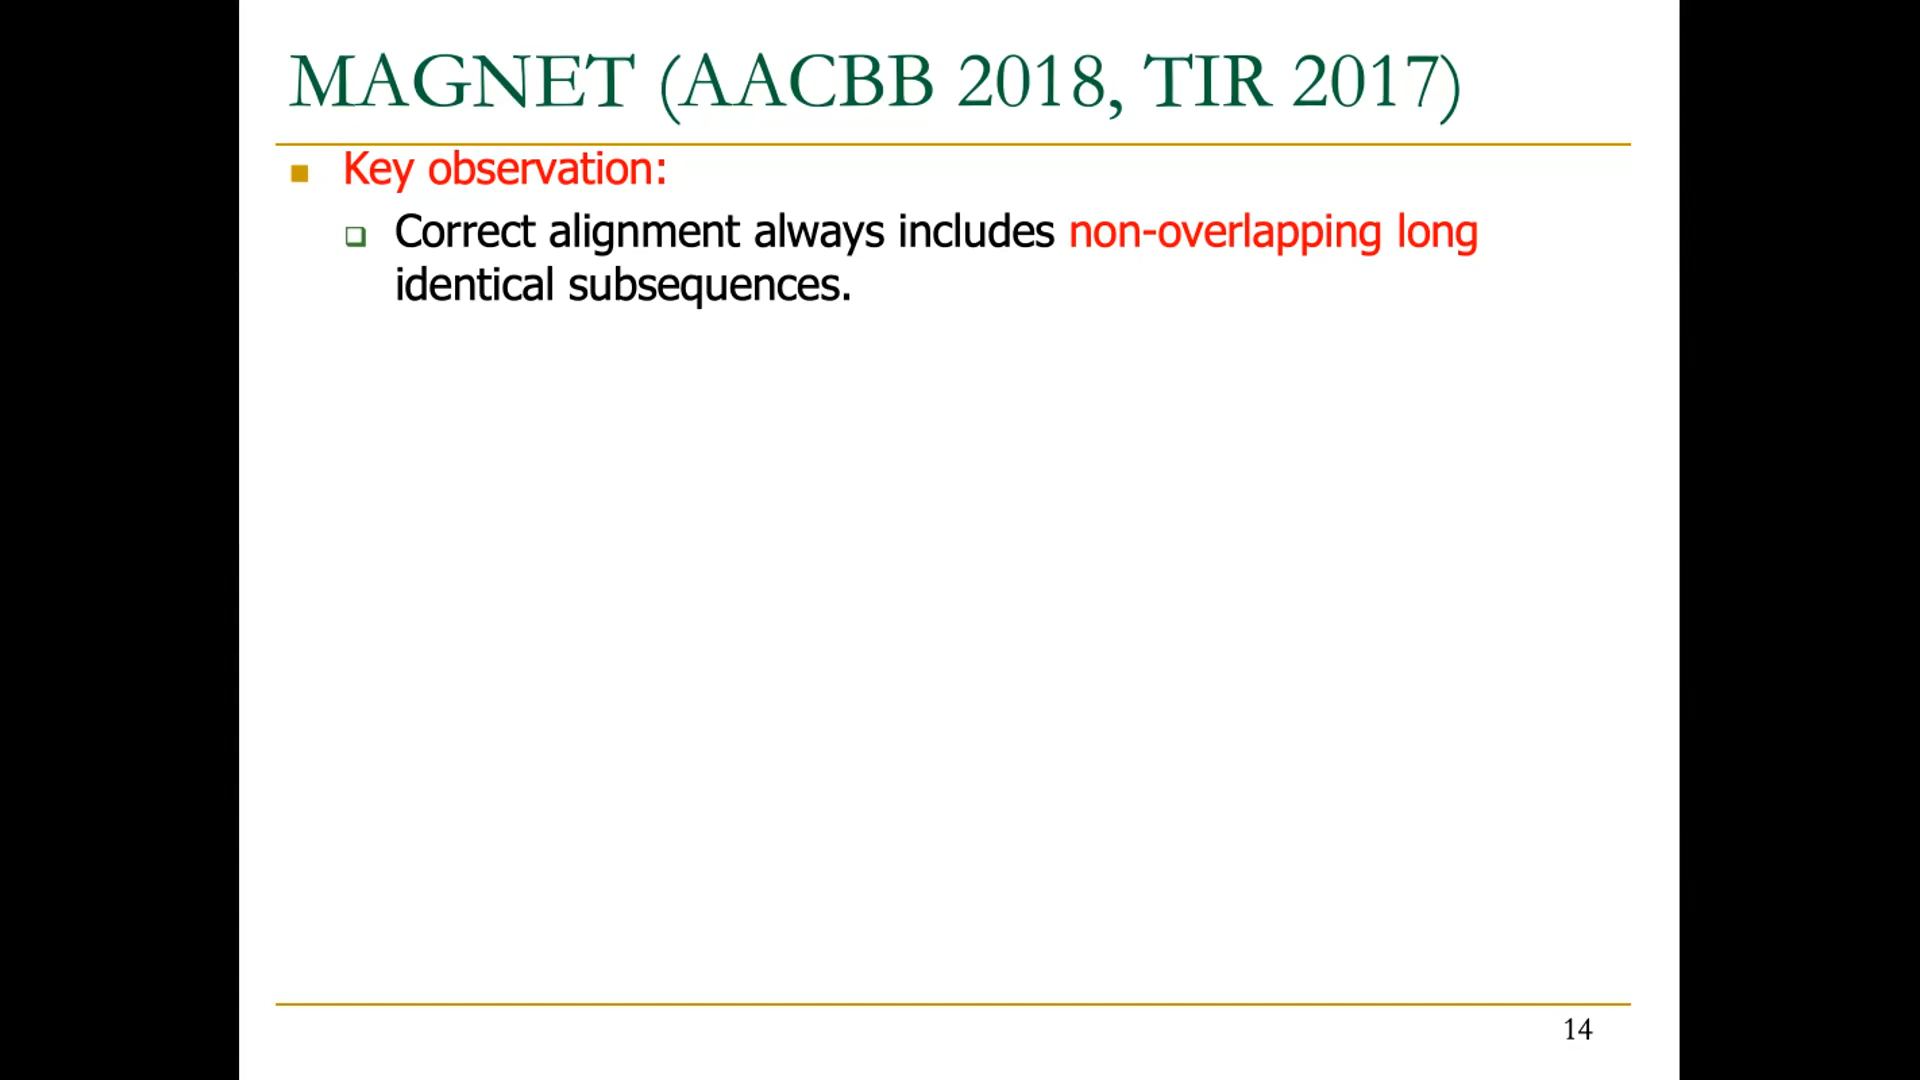 MAGNET (AACBB 2018, TIR 2017)
Key observation:
Correct alignment always includes non-overlapping long
identical subsequences.
14